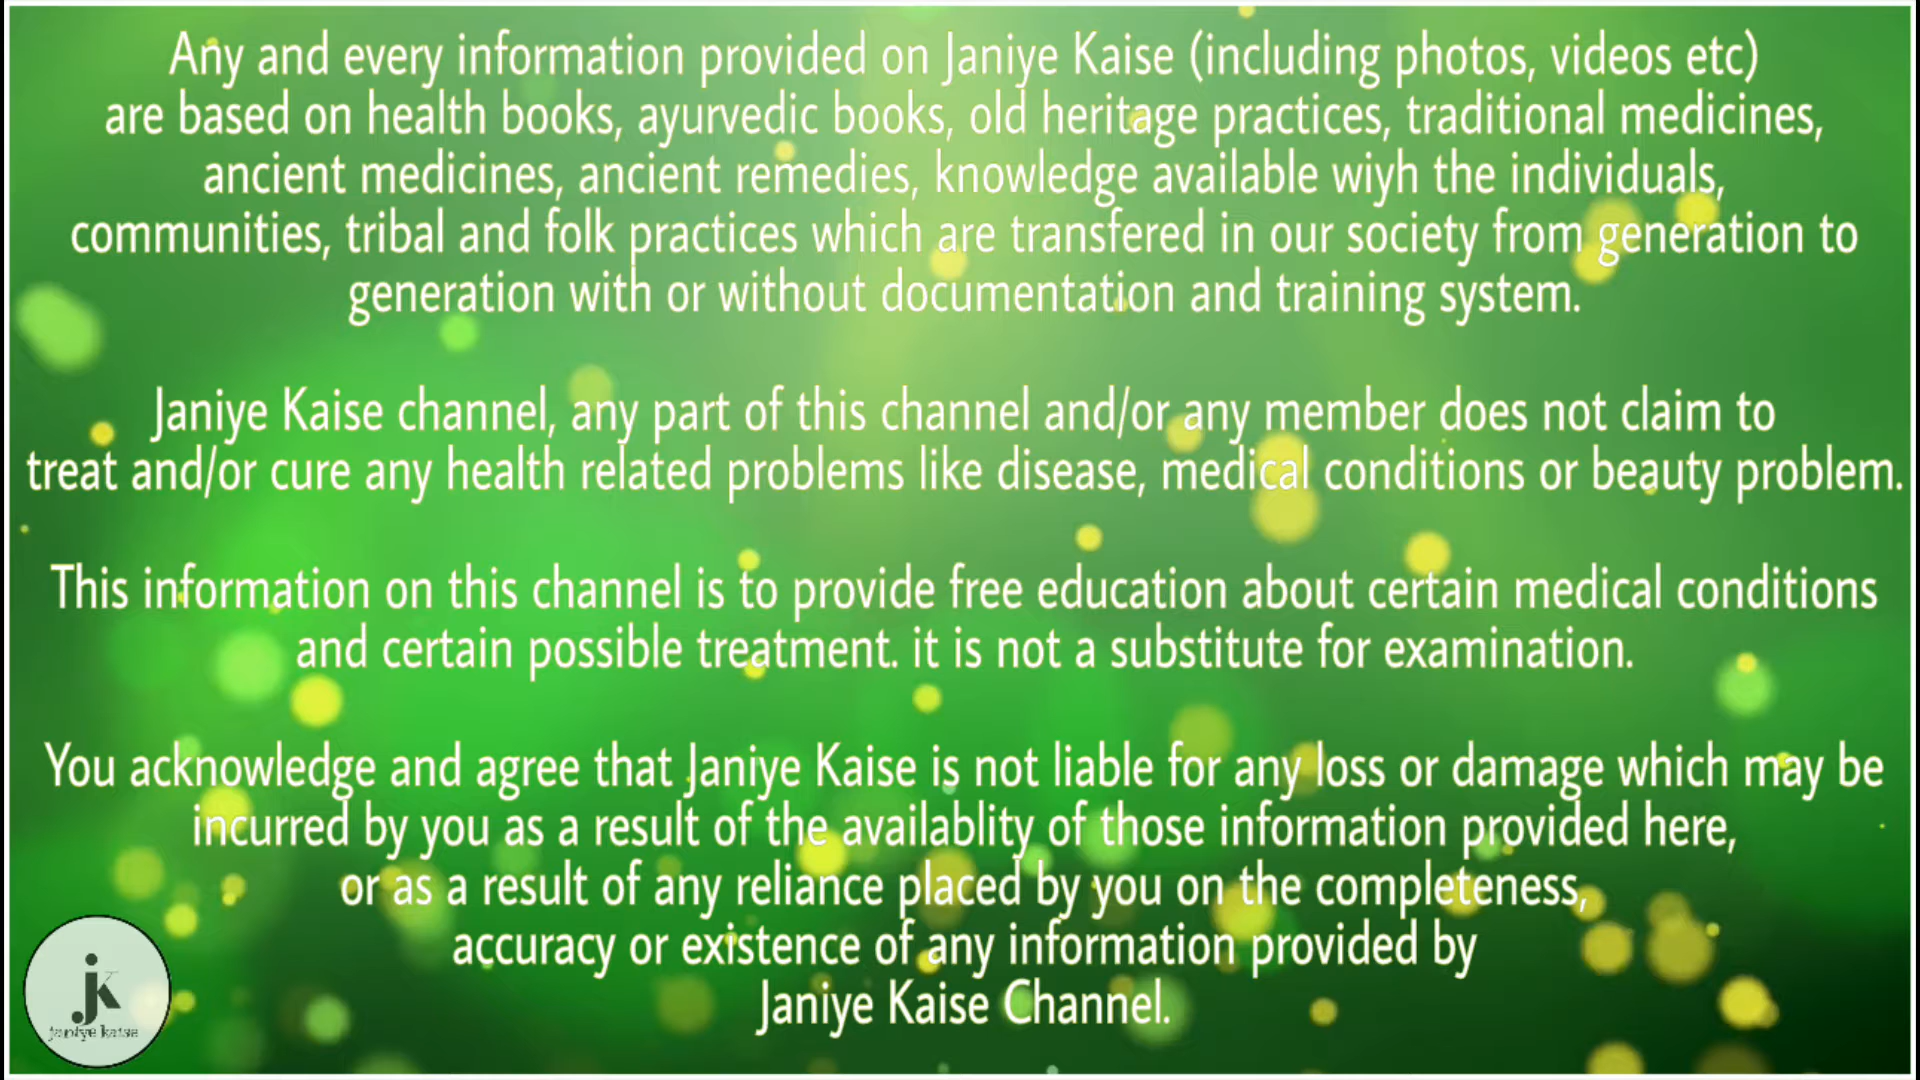 Any and every information provided on Janiye Kaise (including photos, videos etc)
are based on health books, ayurvedic books, old heritage practices, traditional medicines,
ancient medicines, ancient remedies, knowledge available wiyh the individuals,
communities, tribal and folk practices which are transfered in our society from generation to
generation with or without documentation and training system.
Janiye Kaise channel, any part of this channel and/or any member does not claim to
treat and/or cure any health related problems like disease, medical conditions or beauty problem.
This information on this channel is to provide free education about certain medical conditions
and certain possible treatment. it is not a substitute for examination.
You acknowledge and agree that Janiye Kaise is not liable for any loss or damage which may be
incurred by you as a result of the availablity of those information provided here,
or as a result of any reliance placed by you on the completeness,
accuracy or existence of any information provided by
Janiye Kaise Channel.
jk
janiye kaise